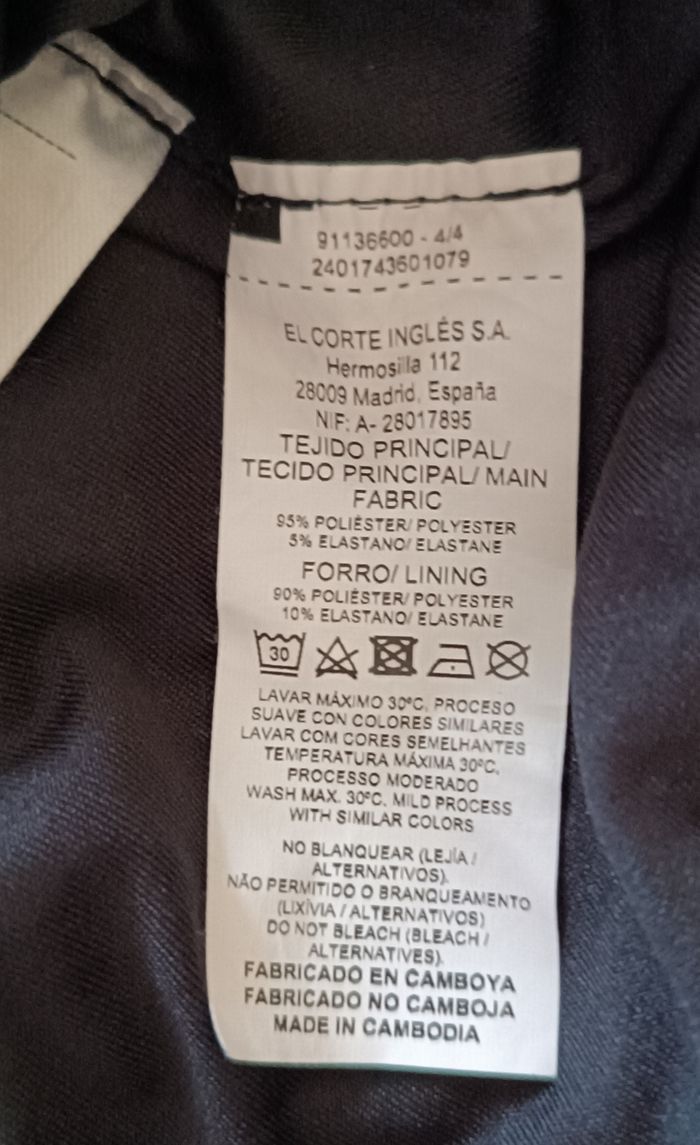 91136600 - 4/4
2401743601079
EL CORTE INGLÉS S.A.
Hermosilla 112
28009 Madrid, España
NIF: A- 28017895
TEJIDO PRINCIPAL/
TECIDO PRINCIPAL/ MAIN
FABRIC
95% POLIÉSTER/ POLYESTER
5% ELASTANO/ ELASTANE
FORRO/ LINING
90% POLIÉSTER/ POLYESTER
10% ELASTANO/ ELASTANE
30
LAVAR MÁXIMO 30ºC, PROCESO
SUAVE CON COLORES SIMILARES
LAVAR COM CORES SEMELHANTES
TEMPERATURA MÁXIMA 30ºC,
PROCESSO MODERADO
WASH MAX. 30ºC, MILD PROCESS
WITH SIMILAR COLORS
NO BLANQUEAR (LEJÍA /
ALTERNATIVOS).
NÃO PERMITIDO O BRANQUEAMENTO
(LIXÍVIA / ALTERNATIVOS)
DO NOT BLEACH (BLEACH /
ALTERNATIVES).
FABRICADO EN CAMBOYA
FABRICADO NO CAMBOJA
MADE IN CAMBODIA